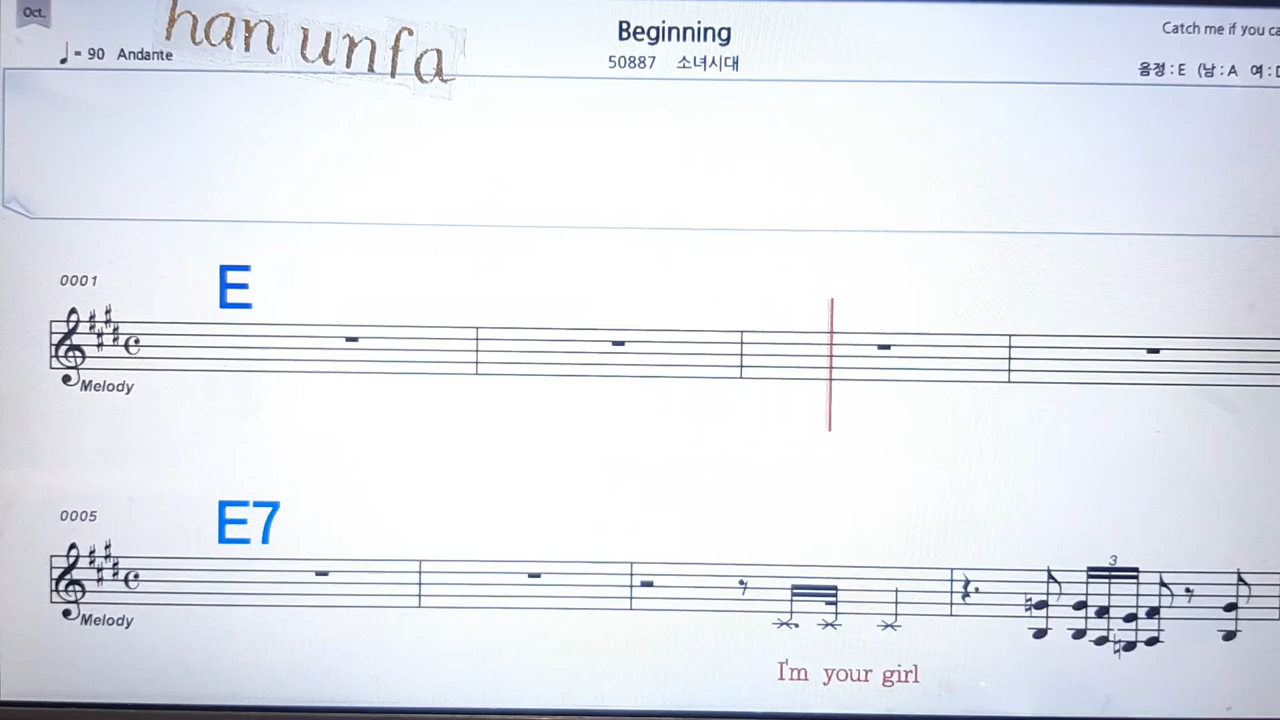 Oct.
han unfa
Beginning
Catch me if you ca
♩= 90 Andante
50887 소녀시대
음정 : E (남 : A 여 : D
0001
E
Melody
0005
E7
3
Melody
I'm your girl